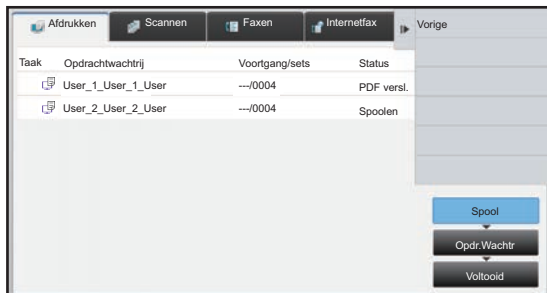 Afdrukken Scannen Faxen Internetfax Vorige
Taak Opdrachtwachtrij Voortgang/sets Status
User_1_User_1_User ---/0004 PDF versl.
User_2_User_2_User ---/0004 Spoolen
Spool
Opdr.Wachtr
Voltooid